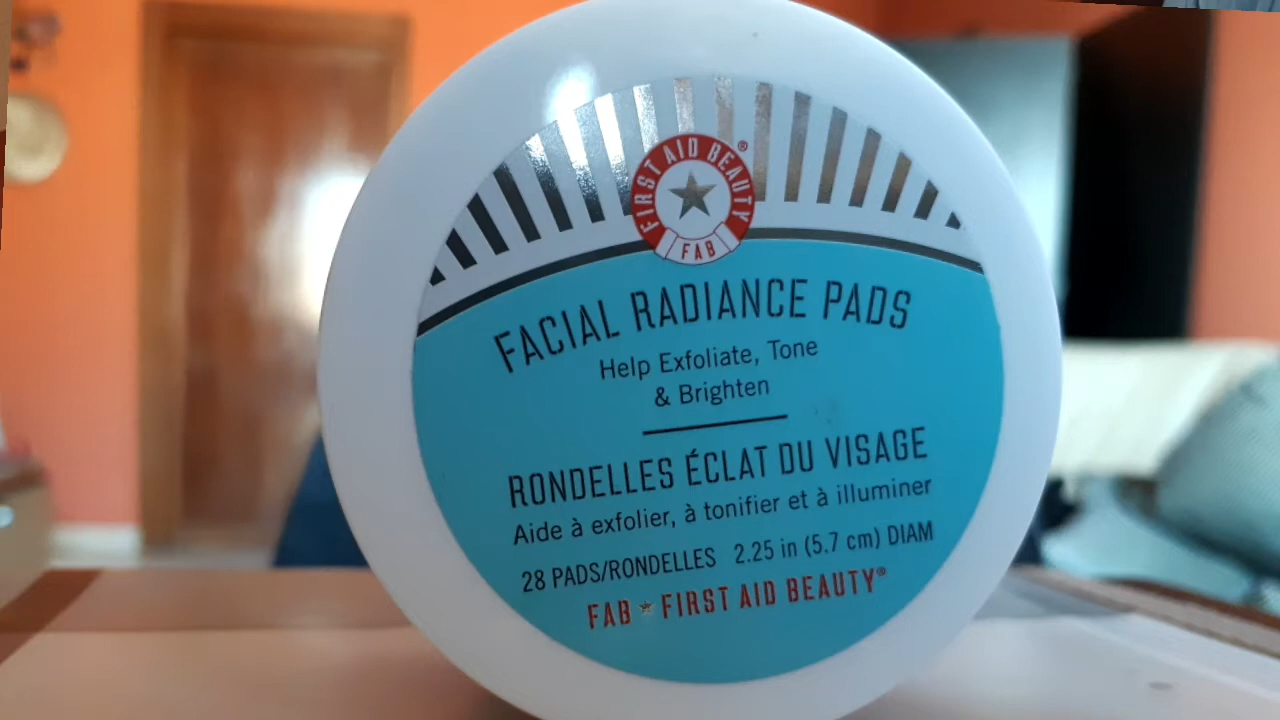 FIRST AID BEAUTY®
FAB
FACIAL RADIANCE PADS
Help Exfoliate, Tone
& Brighten
RONDELLES ÉCLAT DU VISAGE
Aide à exfolier, à tonifier et à illuminer
28 PADS/RONDELLES 2.25 in (5.7 cm) DIAM
FAB ★ FIRST AID BEAUTY®